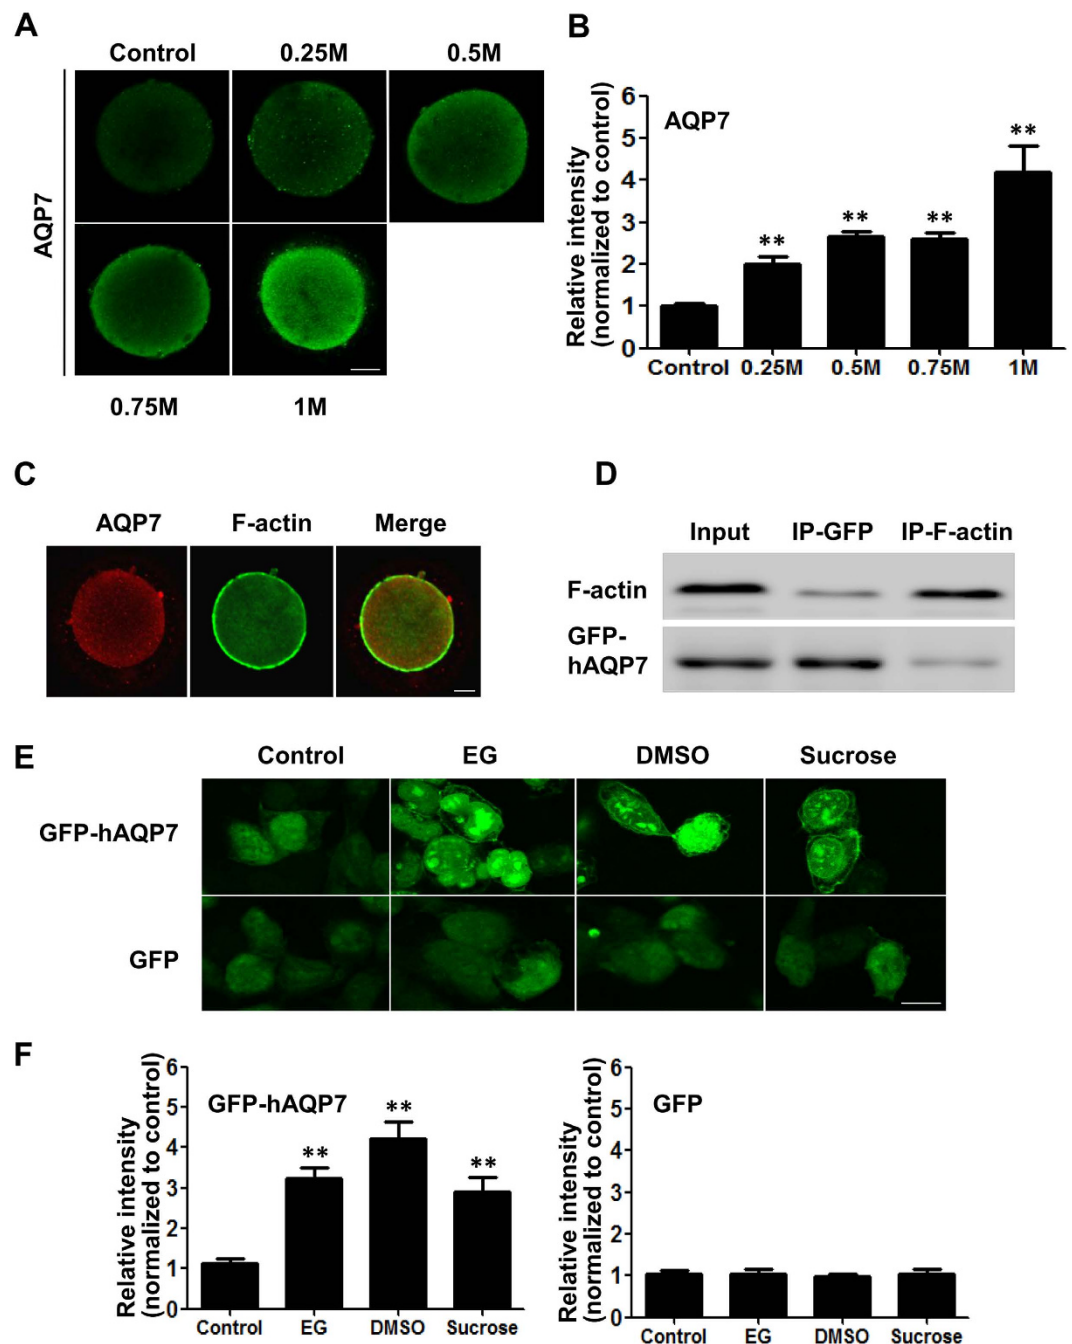 A
Control 0.25M 0.5M
AQP7
0.75M 1M
B
Relative intensity
(normalized to control)
AQP7
6
5
4
3
2
1
0
** ** ** **
Control 0.25M 0.5M 0.75M 1M
C
AQP7 F-actin Merge
D
Input IP-GFP IP-F-actin
F-actin
GFP-
hAQP7
E
Control EG DMSO Sucrose
GFP-hAQP7
GFP
F
Relative intensity
(normalized to control)
GFP-hAQP7
6
5
4
3
2
1
0
** ** **
Control EG DMSO Sucrose
Relative intensity
(normalized to control)
GFP
6
5
4
3
2
1
0
Control EG DMSO Sucrose